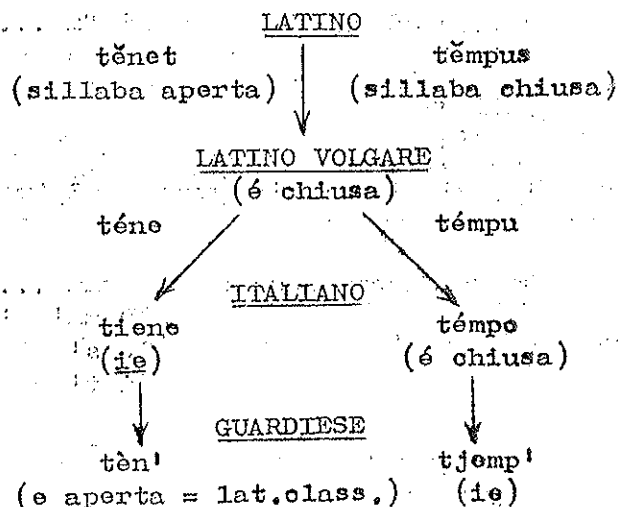 LATINO
tĕnet tĕmpus
(sillaba aperta) (sillaba chiusa)
LATINO VOLGARE
(é chiusa)
téne témpu
ITALIANO
tiene témpo
(ie) (é chiusa)
GUARDIESE
tèn' tjemp'
(e aperta = lat.class.) (ie)